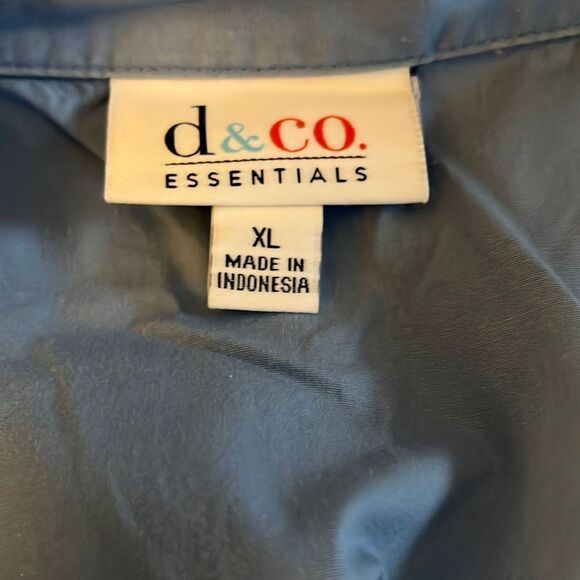 d&co.
ESSENTIALS
XL
MADE IN
INDONESIA